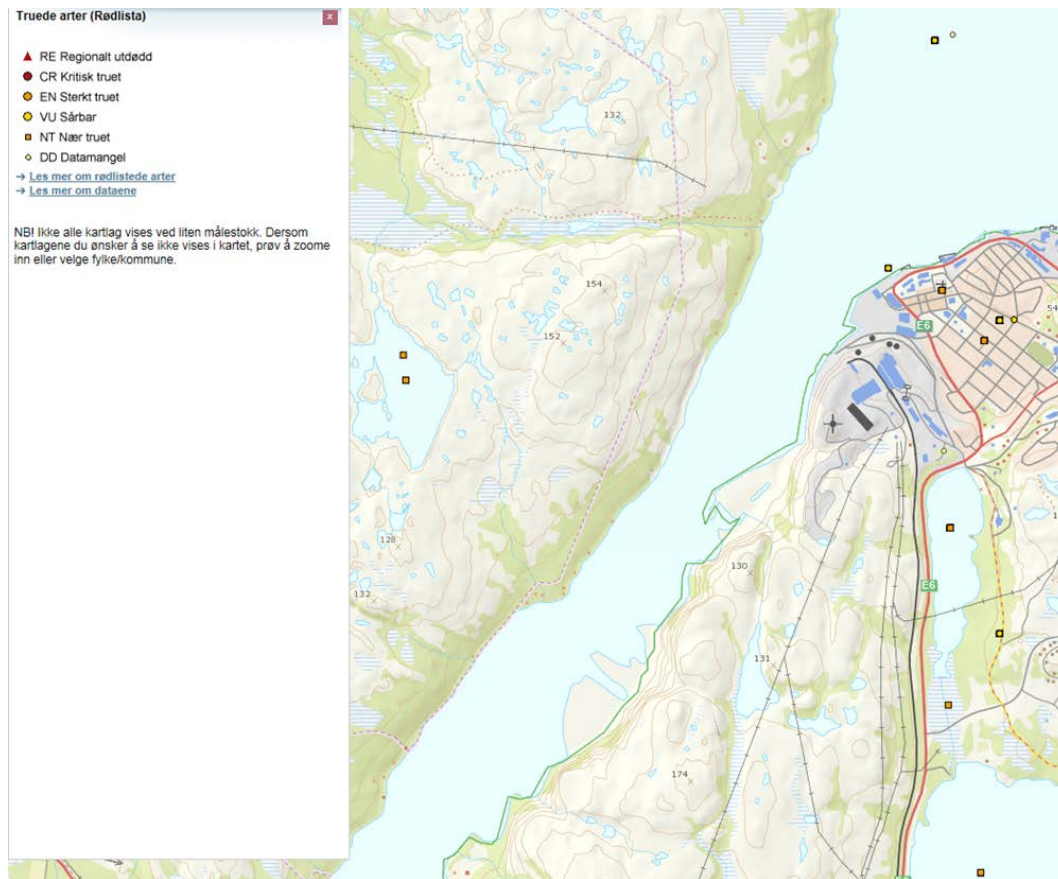 Truede arter (Rødlista)
x
RE Regionalt utdødd
CR Kritisk truet
EN Sterkt truet
VU Sårbar
NT Nær truet
DD Datamangel
→ Les mer om rødlistede arter
→ Les mer om dataene
NB! Ikke alle kartlag vises ved liten målestokk. Dersom
kartlagene du ønsker å se ikke vises i kartet, prøv å zoome
inn eller velge fylke/kommune.
132
154
152
E6
128
132
130
E6
131
174